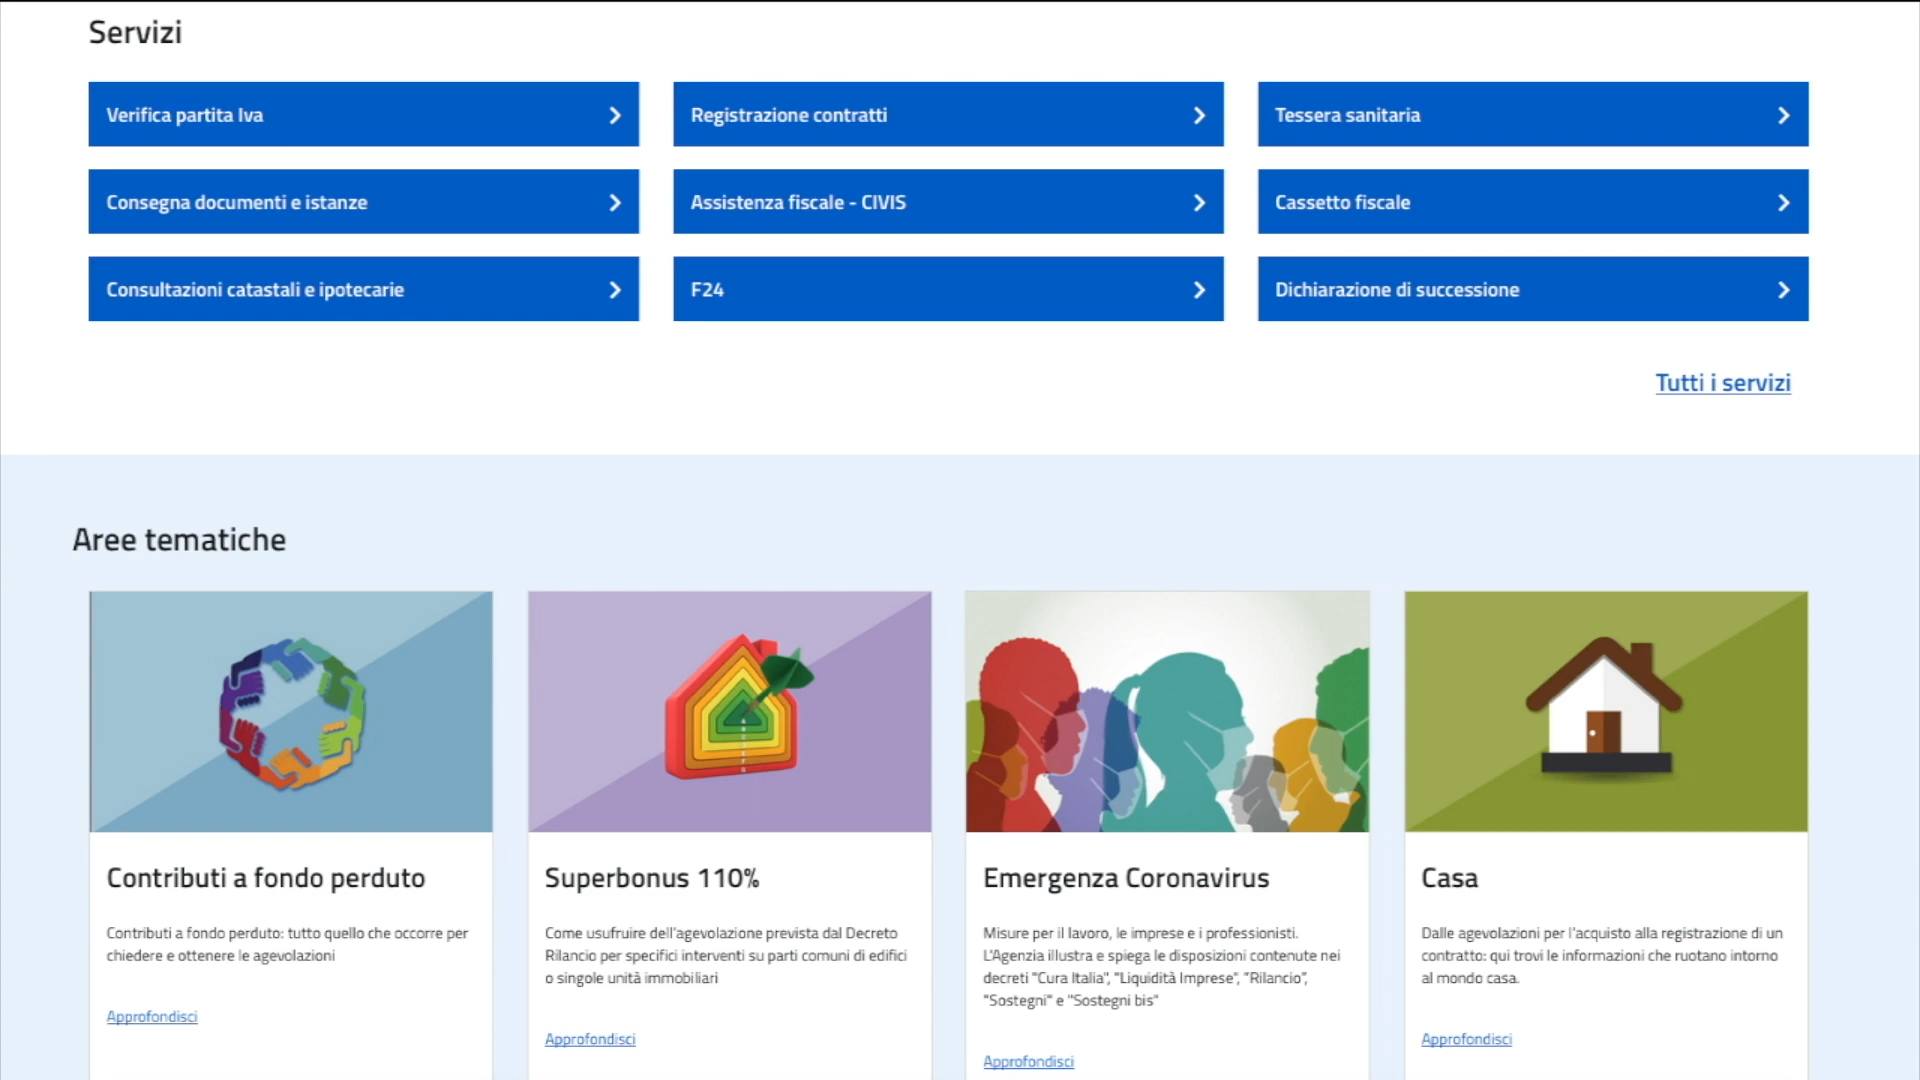 Servizi
Verifica partita Iva
Registrazione contratti
Tessera sanitaria
Consegna documenti e istanze
Assistenza fiscale - CIVIS
Cassetto fiscale
Consultazioni catastali e ipotecarie
F24
Dichiarazione di successione
Tutti i servizi
Aree tematiche
Contributi a fondo perduto
Contributi a fondo perduto: tutto quello che occorre per
chiedere e ottenere le agevolazioni
Approfondisci
Superbonus 110%
Come usufruire dell'agevolazione prevista dal Decreto
Rilancio per specifici interventi su parti comuni di edifici
o singole unità immobiliari
Approfondisci
Emergenza Coronavirus
Misure per il lavoro, le imprese e i professionisti.
L'Agenzia illustra e spiega le disposizioni contenute nei
decreti "Cura Italia", "Liquidità Imprese", "Rilancio",
"Sostegni" e "Sostegni bis"
Approfondisci
Casa
Dalle agevolazioni per l'acquisto alla registrazione di un
contratto: qui trovi le informazioni che ruotano intorno
al mondo casa.
Approfondisci